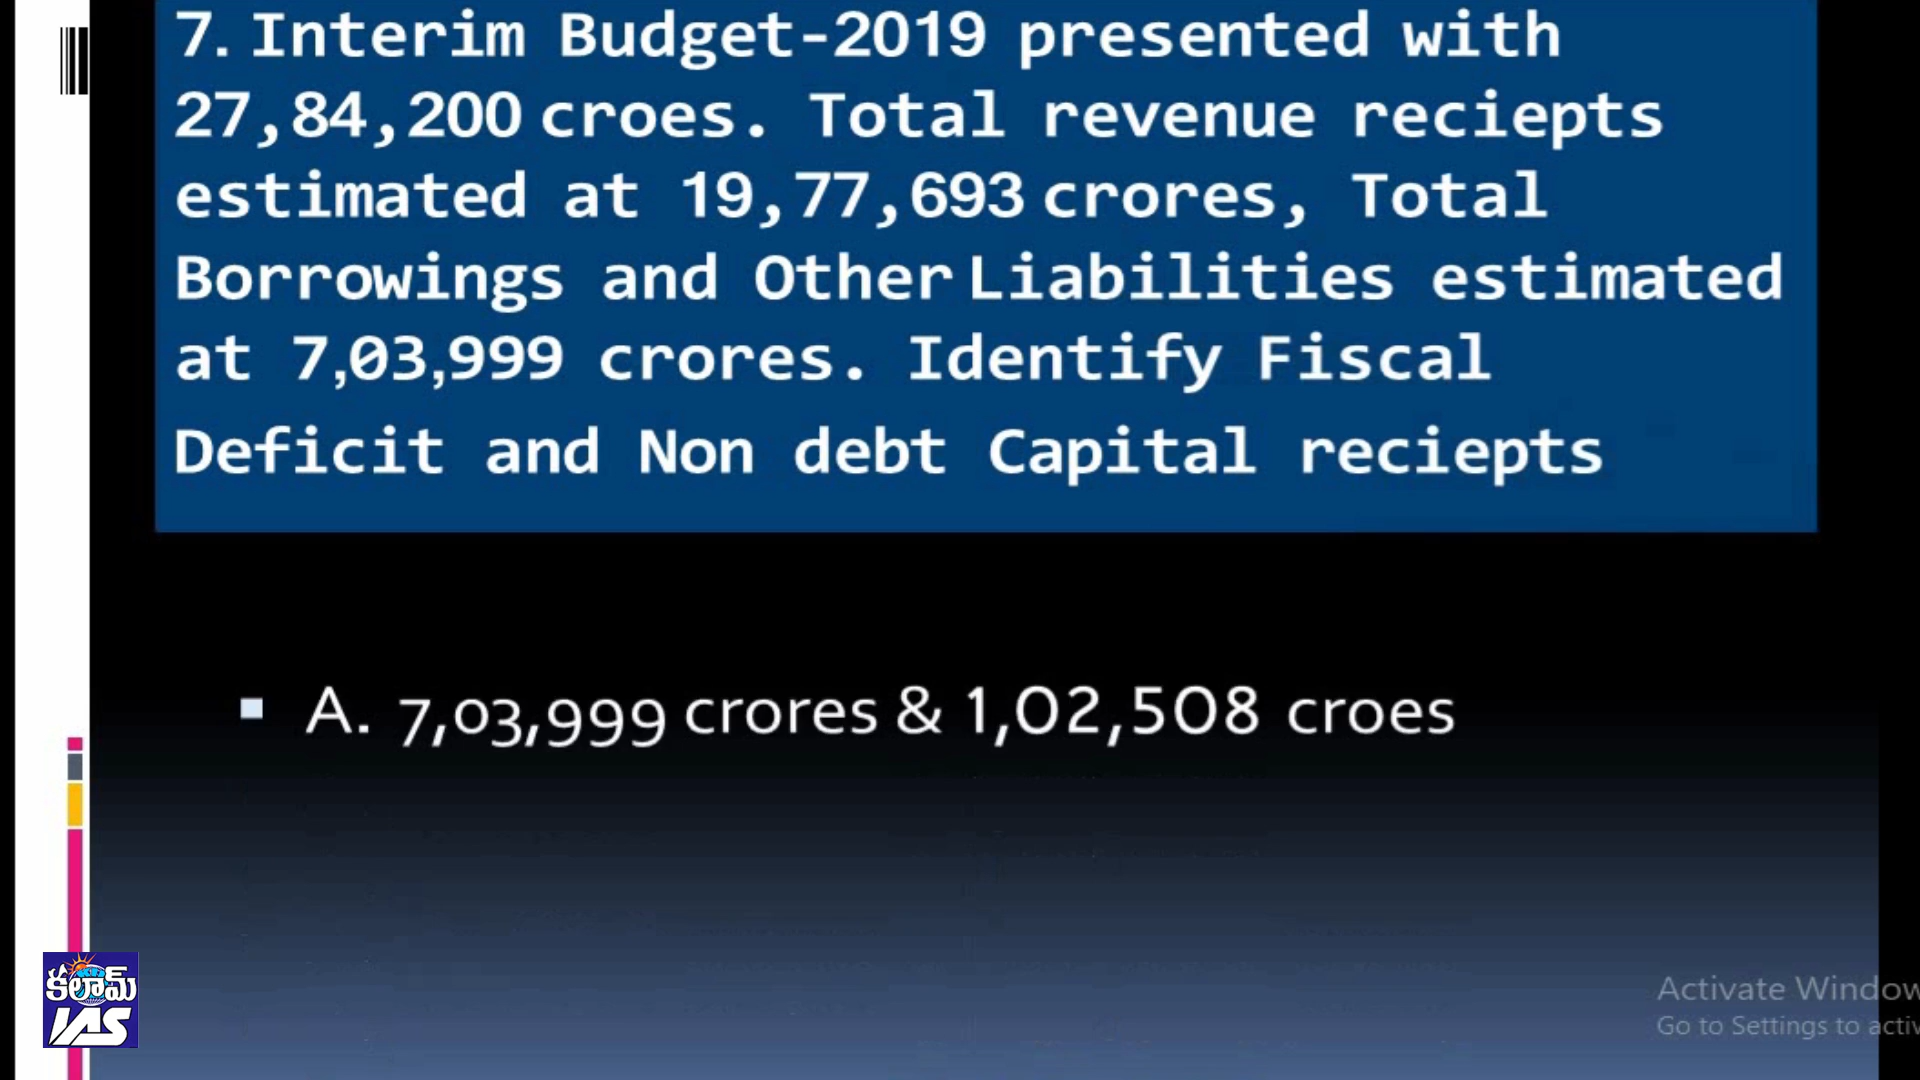 7. Interim Budget-2019 presented with
27,84,200 croes. Total revenue reciepts
estimated at 19,77,693 crores, Total
Borrowings and Other Liabilities estimated
at 7,03,999 crores. Identify Fiscal
Deficit and Non debt Capital reciepts
A. 7,03,999 crores & 1,02,508 croes
Activate Window
Go to Settings to activ
కలామ్
IAS